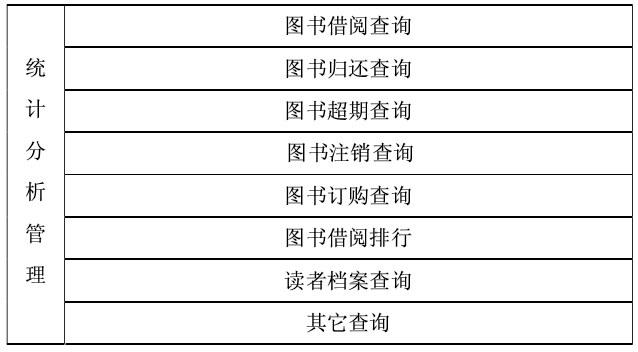 统计分析管理
图书借阅查询
图书归还查询
图书超期查询
图书注销查询
图书订购查询
图书借阅排行
读者档案查询
其它查询